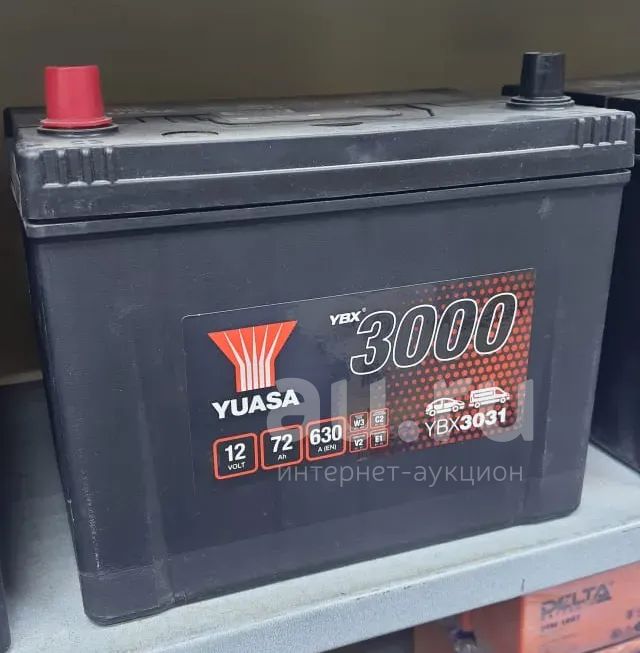 YBX 3000
YUASA
YBX3031
12 VOLT
72 Ah
630 A (EN)
W3 C2
V2 E1
au.ru
интернет-аукцион
DELTA